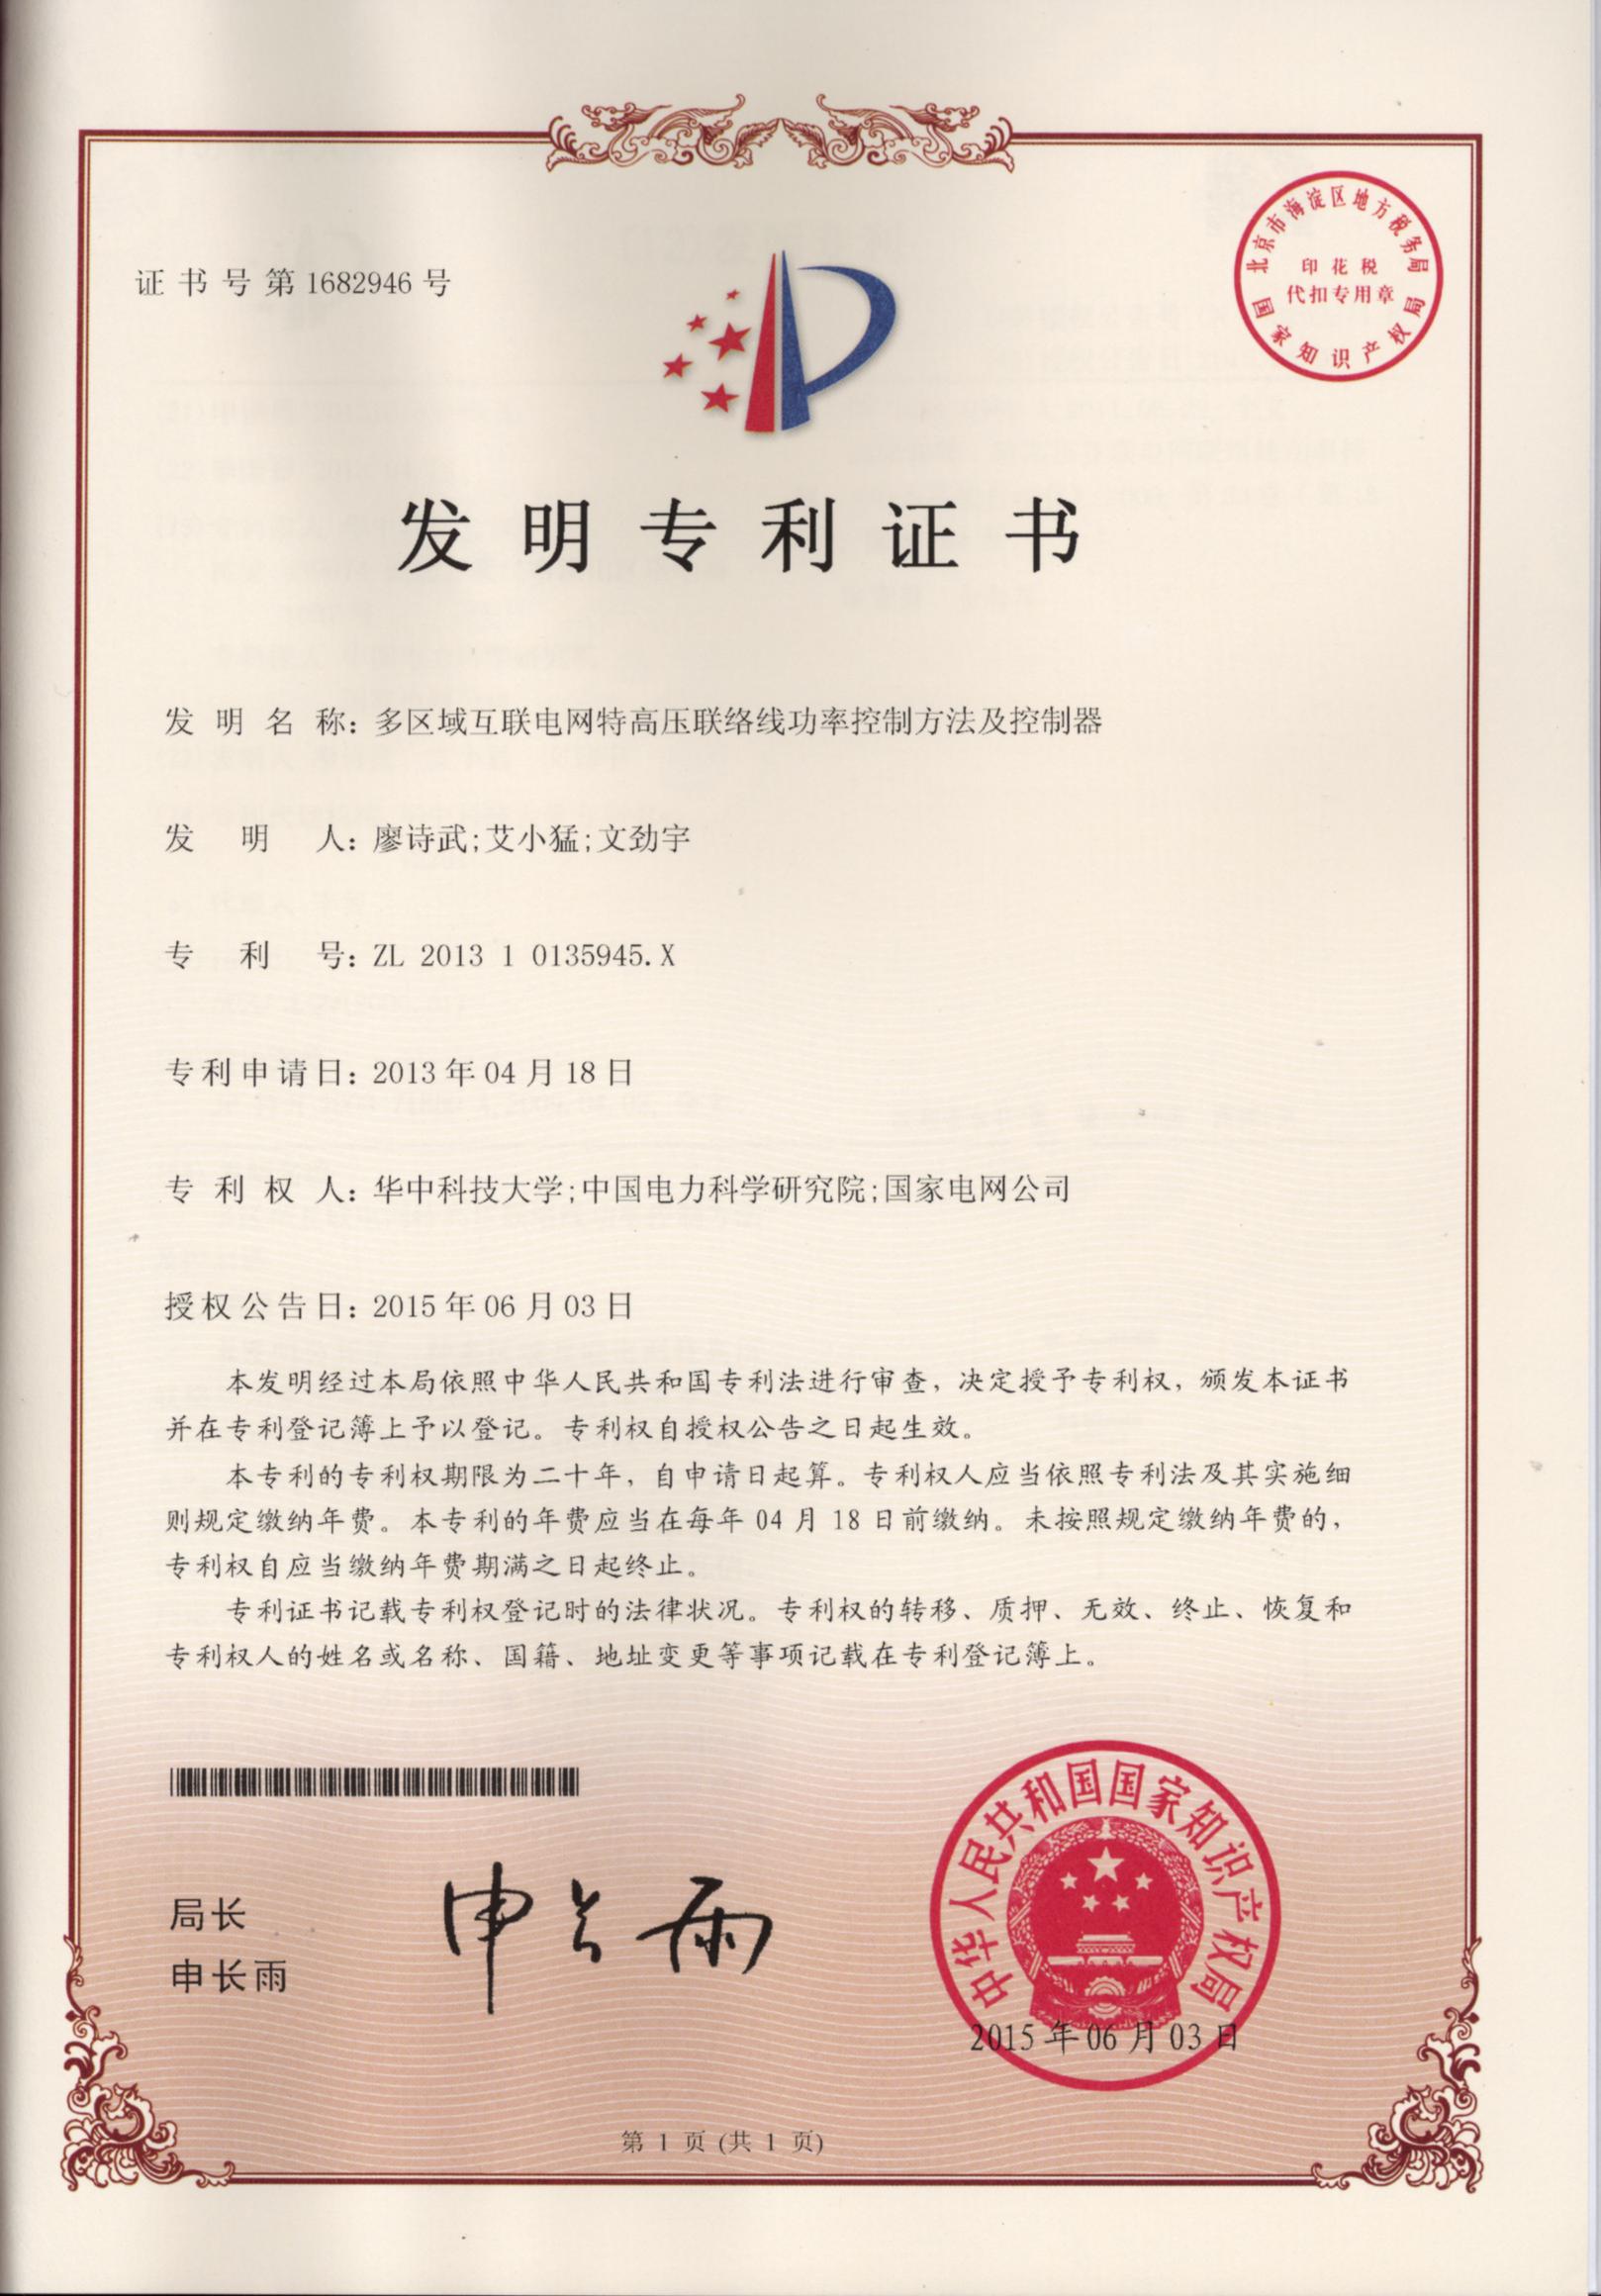 证书号第1682946号
北京市海淀区地方税务局
印花税
代扣专用章
国家知识产权局
发明专利证书
发明名称：多区域互联电网特高压联络线功率控制方法及控制器
发明人：廖诗武;艾小猛;文劲宇
专利号：ZL 2013 1 0135945.X
专利申请日：2013年04月18日
专利权人：华中科技大学;中国电力科学研究院;国家电网公司
授权公告日：2015年06月03日
本发明经过本局依照中华人民共和国专利法进行审查，决定授予专利权，颁发本证书
并在专利登记簿上予以登记。专利权自授权公告之日起生效。
本专利的专利权期限为二十年，自申请日起算。专利权人应当依照专利法及其实施细
则规定缴纳年费。本专利的年费应当在每年04月18日前缴纳。未按照规定缴纳年费的，
专利权自应当缴纳年费期满之日起终止。
专利证书记载专利权登记时的法律状况。专利权的转移、质押、无效、终止、恢复和
专利权人的姓名或名称、国籍、地址变更等事项记载在专利登记簿上。
局长
申长雨
申长雨
中华人民共和国国家知识产权局
2015年06月03日
第1页(共1页)